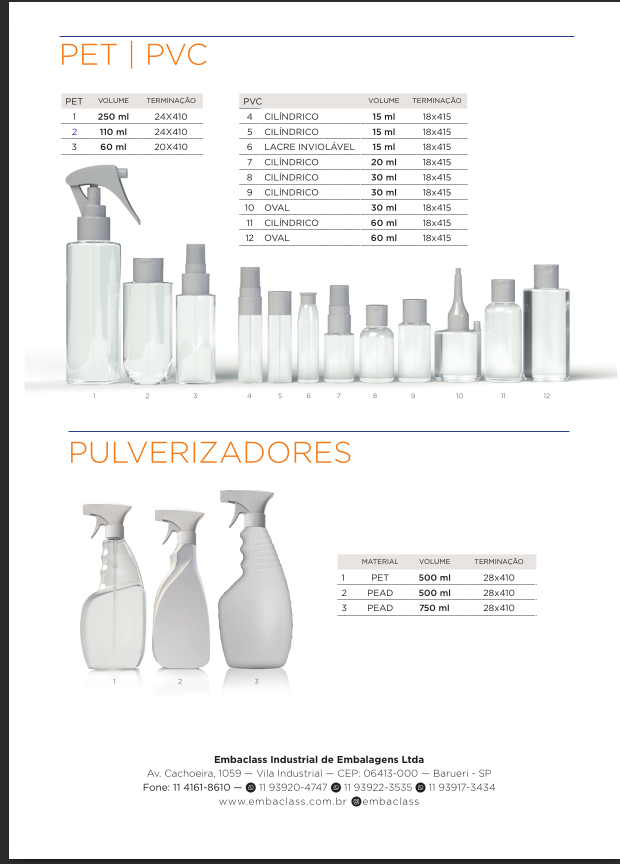 PET | PVC
PET VOLUME TERMINAÇÃO
1 250 ml 24X410
2 110 ml 24X410
3 60 ml 20X410
PVC VOLUME TERMINAÇÃO
4 CILÍNDRICO 15 ml 18x415
5 CILÍNDRICO 15 ml 18x415
6 LACRE INVIOLÁVEL 15 ml 18x415
7 CILÍNDRICO 20 ml 18x415
8 CILÍNDRICO 30 ml 18x415
9 CILÍNDRICO 30 ml 18x415
10 OVAL 30 ml 18x415
11 CILÍNDRICO 60 ml 18x415
12 OVAL 60 ml 18x415
1 2 3 4 5 6 7 8 9 10 11 12
PULVERIZADORES
MATERIAL VOLUME TERMINAÇÃO
1 PET 500 ml 28x410
2 PEAD 500 ml 28x410
3 PEAD 750 ml 28x410
1 2 3
Embaclass Industrial de Embalagens Ltda
Av. Cachoeira, 1059 — Vila Industrial — CEP: 06413-000 — Barueri - SP
Fone: 11 4161-8610 — 11 93920-4747 11 93922-3535 11 93917-3434
www.embaclass.com.br embaclass